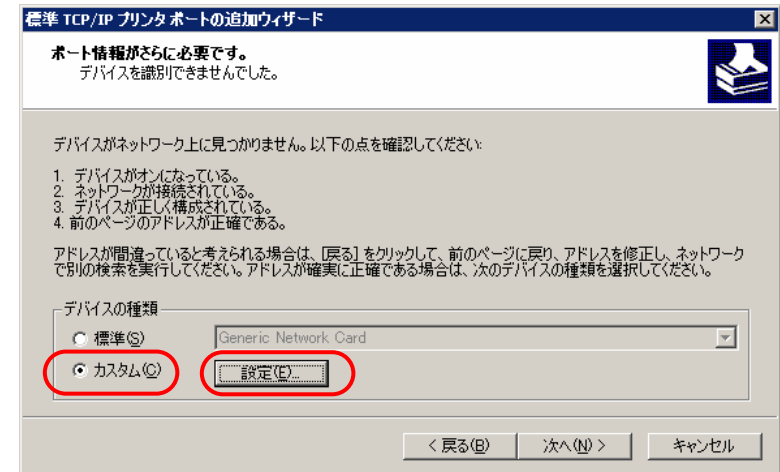 標準 TCP/IP プリンタ ポートの追加ウィザード
ポート情報がさらに必要です。
デバイスを識別できませんでした。
デバイスがネットワーク上に見つかりません。以下の点を確認してください:
1. デバイスがオンになっている。
2. ネットワークが接続されている。
3. デバイスが正しく構成されている。
4. 前のページのアドレスが正確である。
アドレスが間違っていると考えられる場合は、[戻る] をクリックして、前のページに戻り、アドレスを修正し、ネットワーク
で別の検索を実行してください。アドレスが確実に正確である場合は、次のデバイスの種類を選択してください。
デバイスの種類
標準(S) Generic Network Card
カスタム(C) 設定(E)...
< 戻る(B) 次へ(N) > キャンセル